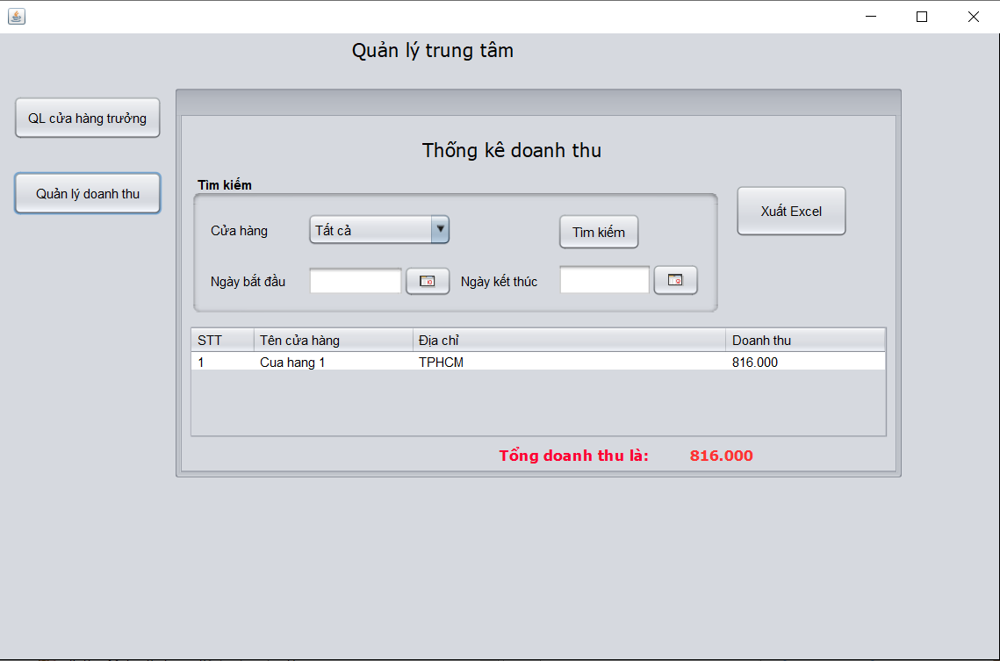 Quản lý trung tâm
QL cửa hàng trưởng
Quản lý doanh thu
Thống kê doanh thu
Tìm kiếm
Cửa hàng Tất cả Tìm kiếm
Xuất Excel
Ngày bắt đầu Ngày kết thúc
STT Tên cửa hàng Địa chỉ Doanh thu
1 Cua hang 1 TPHCM 816.000
Tổng doanh thu là: 816.000